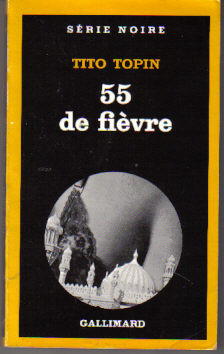 SÉRIE NOIRE
TITO TOPIN
55
de fièvre
GALLIMARD